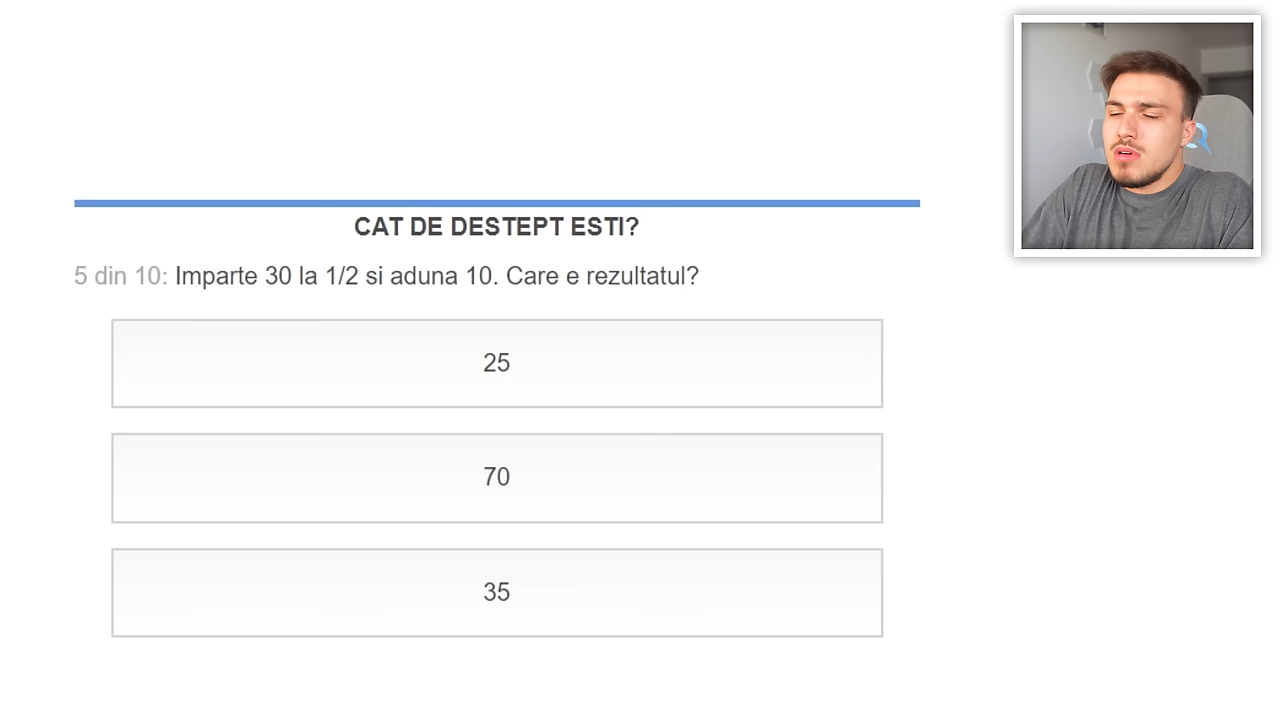 CAT DE DESTEPT ESTI?
5 din 10: Imparte 30 la 1/2 si aduna 10. Care e rezultatul?
25
70
35